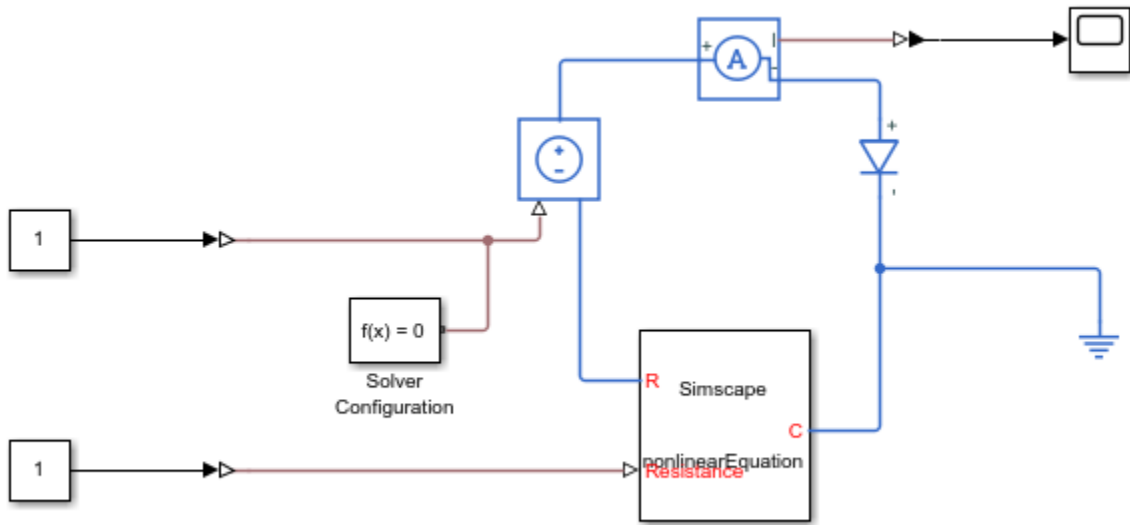 +
I
-
A
+
+
-
-
1
f(x) = 0
Solver
Configuration
R
Simscape
C
nonlinearEquation
Resistance
1